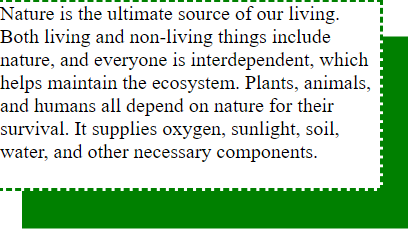 Nature is the ultimate source of our living.
Both living and non-living things include
nature, and everyone is interdependent, which
helps maintain the ecosystem. Plants, animals,
and humans all depend on nature for their
survival. It supplies oxygen, sunlight, soil,
water, and other necessary components.